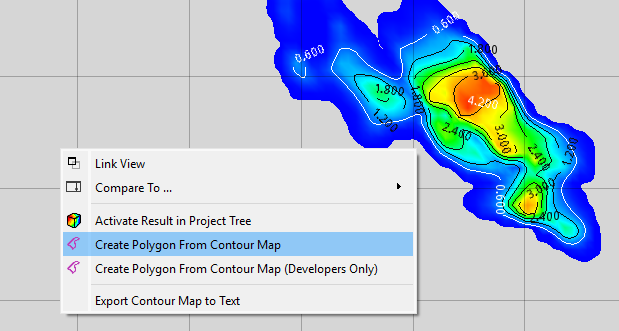 0.600
0.600
1.800
3.600
1.800
1.800
4.200
1.200
2.400
3.000
2.400
1.200
3.000
0.600
2.400
Link View
Compare To ...
Activate Result in Project Tree
Create Polygon From Contour Map
Create Polygon From Contour Map (Developers Only)
Export Contour Map to Text